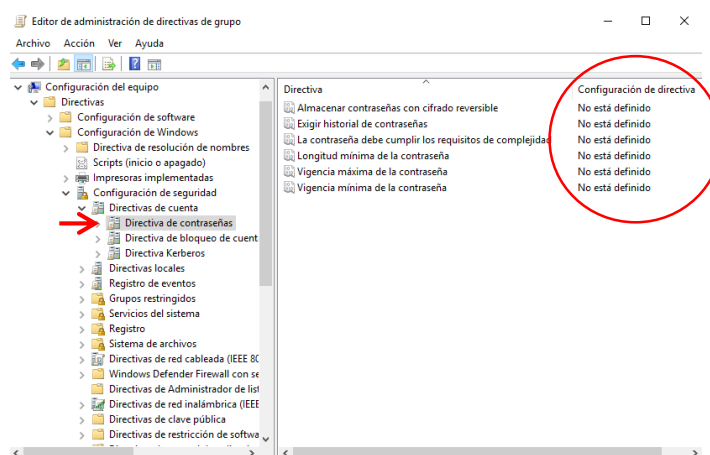 Editor de administración de directivas de grupo
Archivo Acción Ver Ayuda
Configuración del equipo
Directivas
Configuración de software
Configuración de Windows
Directiva de resolución de nombres
Scripts (inicio o apagado)
Impresoras implementadas
Configuración de seguridad
Directivas de cuenta
Directiva de contraseñas
Directiva de bloqueo de cuent
Directiva Kerberos
Directivas locales
Registro de eventos
Grupos restringidos
Servicios del sistema
Registro
Sistema de archivos
Directivas de red cableada (IEEE 80
Windows Defender Firewall con se
Directivas de Administrador de list
Directivas de red inalámbrica (IEEE
Directivas de clave pública
Directivas de restricción de softwa
Directiva Configuración de directiva
Almacenar contraseñas con cifrado reversible No está definido
Exigir historial de contraseñas No está definido
La contraseña debe cumplir los requisitos de complejidad No está definido
Longitud mínima de la contraseña No está definido
Vigencia máxima de la contraseña No está definido
Vigencia mínima de la contraseña No está definido